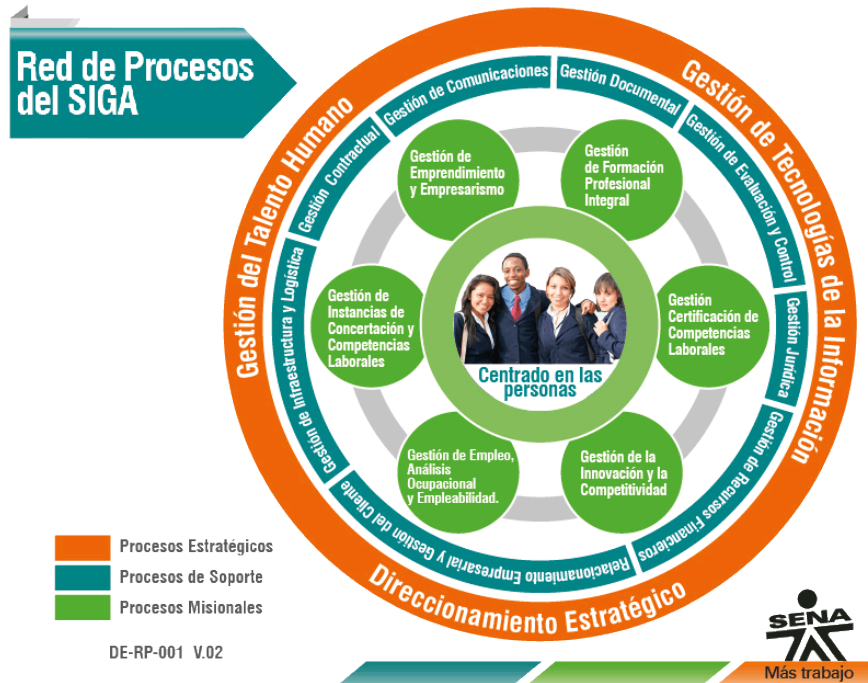 Red de Procesos
del SIGA
Gestión del Talento Humano
Gestión de Tecnologías de la Información
Direccionamiento Estratégico
Gestión de Comunicaciones
Gestión Documental
Gestión de Evaluación y Control
Gestión Jurídica
Gestión de Recursos Financieros
Relacionamiento Empresarial y Gestión del Cliente
Gestión de Infraestructura y Logística
Gestión Contractual
Gestión de
Emprendimiento
y Empresarismo
Gestión
de Formación
Profesional
Integral
Gestión de
Instancias de
Concertación y
Competencias
Laborales
Gestión
Certificación de
Competencias
Laborales
Centrado en las
personas
Gestión de Empleo,
Análisis
Ocupacional
y Empleabilidad.
Gestión de la
Innovación y la
Competitividad
Procesos Estratégicos
Procesos de Soporte
Procesos Misionales
DE-RP-001 V.02
SENA
Más trabajo